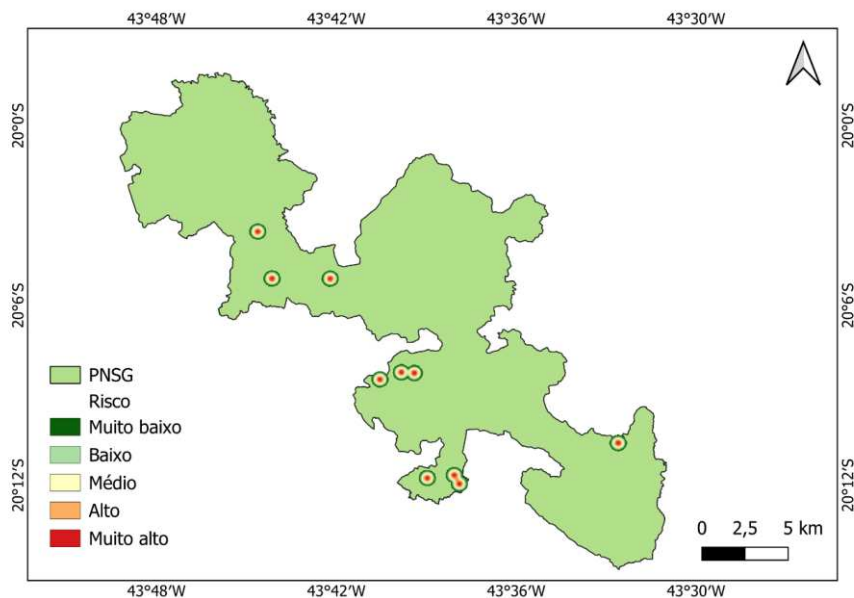 43°48'W 43°42'W 43°36'W 43°30'W
20°0'S 20°0'S
20°6'S 20°6'S
20°12'S 20°12'S
PNSG
Risco
Muito baixo
Baixo
Médio
Alto
Muito alto
0 2,5 5 km
43°48'W 43°42'W 43°36'W 43°30'W